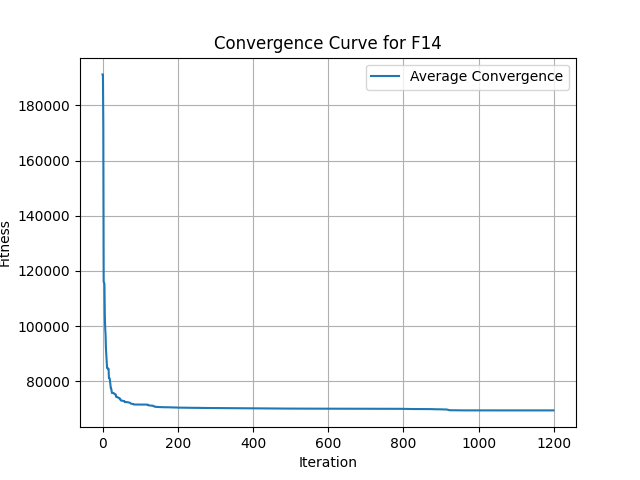 Convergence Curve for F14
Average Convergence
180000
160000
140000
120000
100000
80000
Fitness
0 200 400 600 800 1000 1200
Iteration